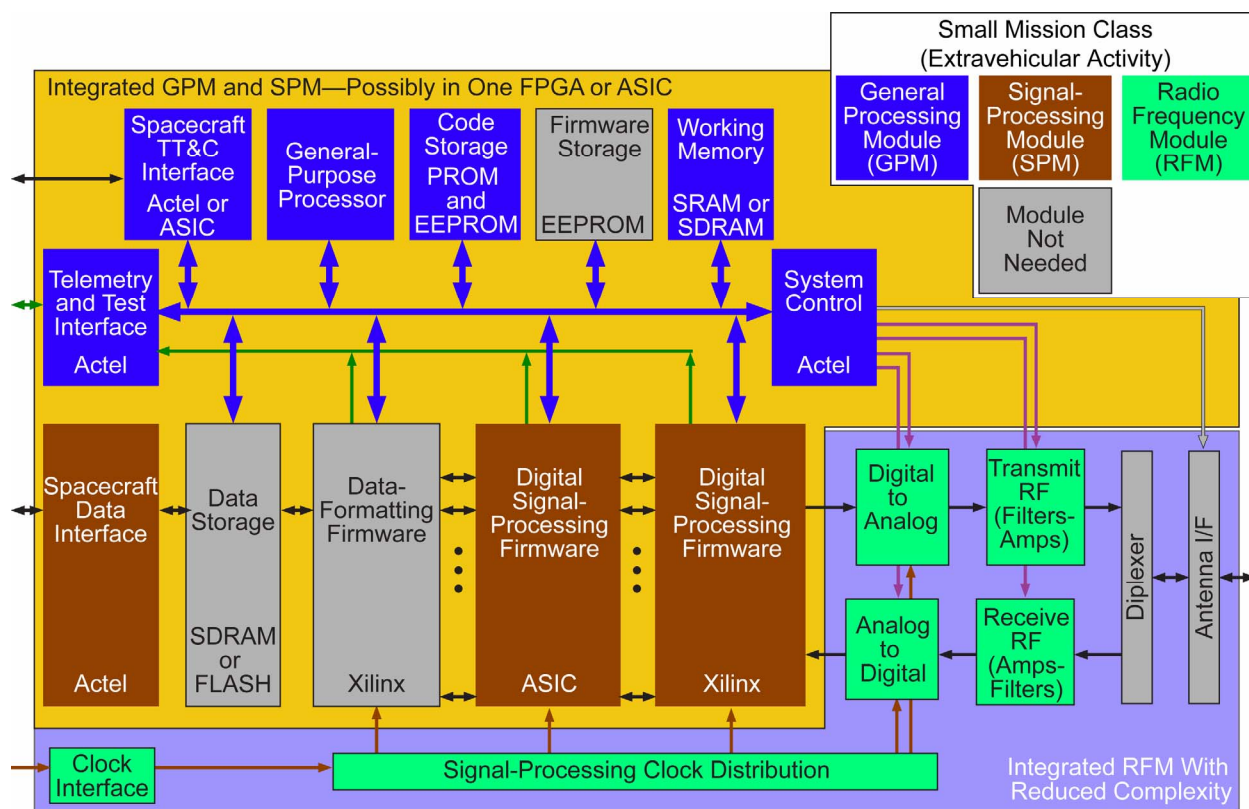 Small Mission Class
(Extravehicular Activity)
General
Processing
Module
(GPM)
Signal-
Processing
Module
(SPM)
Radio
Frequency
Module
(RFM)
Module
Not
Needed
Integrated GPM and SPM—Possibly in One FPGA or ASIC
Spacecraft
TT&C
Interface
Actel or
ASIC
General-
Purpose
Processor
Code
Storage
PROM
and
EEPROM
Firmware
Storage
EEPROM
Working
Memory
SRAM or
SDRAM
Telemetry
and Test
Interface
Actel
System
Control
Actel
Spacecraft
Data
Interface
Actel
Data
Storage
SDRAM
or
FLASH
Data-
Formatting
Firmware
Xilinx
Digital
Signal-
Processing
Firmware
ASIC
Digital
Signal-
Processing
Firmware
Xilinx
Digital
to
Analog
Transmit
RF
(Filters-
Amps)
Analog
to
Digital
Receive
RF
(Amps-
Filters)
Diplexer
Antenna I/F
Clock
Interface
Signal-Processing Clock Distribution
Integrated RFM With
Reduced Complexity